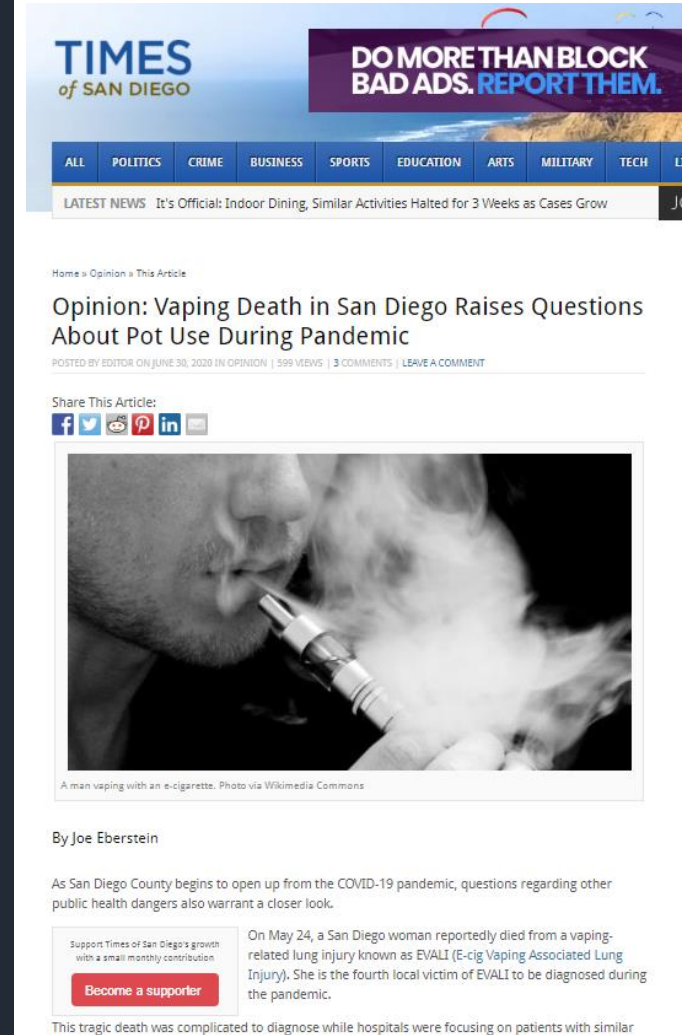 TIMES
of SAN DIEGO
DO MORE THAN BLOCK
BAD ADS. REPORT THEM.
ALL POLITICS CRIME BUSINESS SPORTS EDUCATION ARTS MILITARY TECH
LATEST NEWS It's Official: Indoor Dining, Similar Activities Halted for 3 Weeks as Cases Grow
Home » Opinion » This Article
Opinion: Vaping Death in San Diego Raises Questions
About Pot Use During Pandemic
POSTED BY EDITOR ON JUNE 30, 2020 IN OPINION | 599 VIEWS | 3 COMMENTS | LEAVE A COMMENT
Share This Article:
A man vaping with an e-cigarette. Photo via Wikimedia Commons
By Joe Eberstein
As San Diego County begins to open up from the COVID-19 pandemic, questions regarding other
public health dangers also warrant a closer look.
Support Times of San Diego's growth
with a small monthly contribution
Become a supporter
On May 24, a San Diego woman reportedly died from a vaping-
related lung injury known as EVALI (E-cig Vaping Associated Lung
Injury). She is the fourth local victim of EVALI to be diagnosed during
the pandemic.
This tragic death was complicated to diagnose while hospitals were focusing on patients with similar